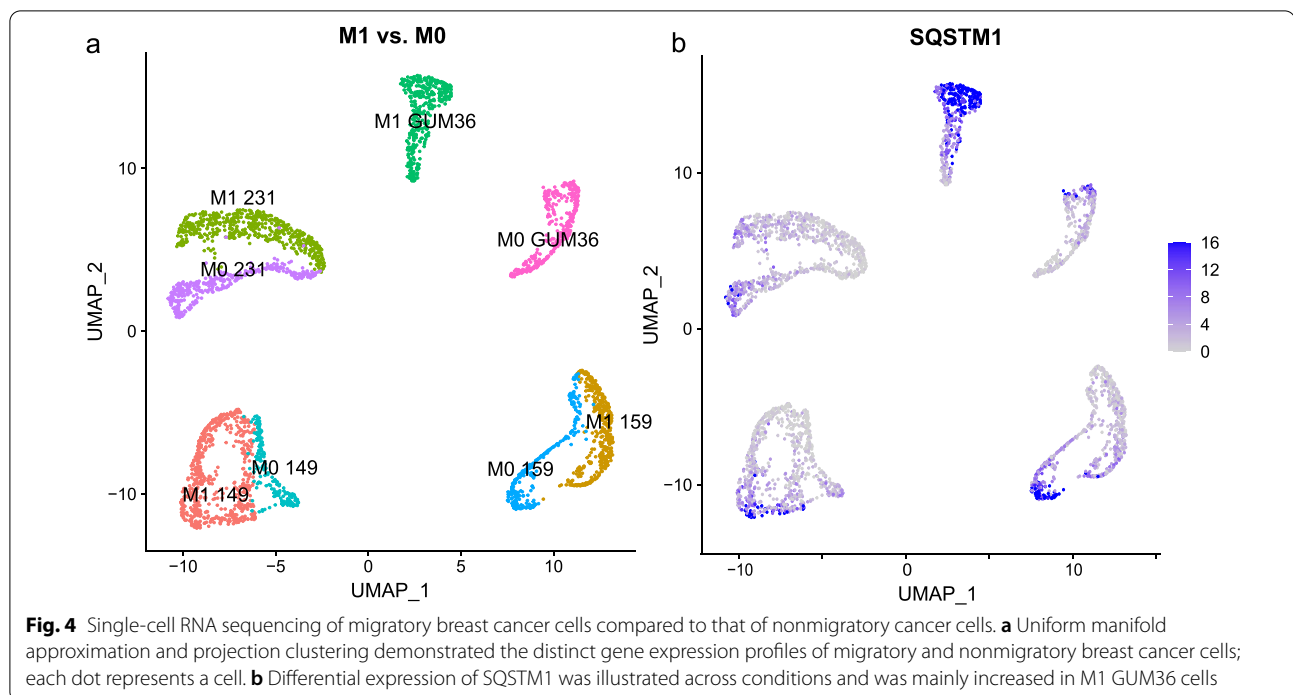 a
M1 vs. M0
M1 GUM36
M1 231
M0 GUM36
M0 231
M1 159
M0 149
M0 159
M1 149
10
0
−10
UMAP_2
−10
−5
0
5
10
UMAP_1
b
SQSTM1
10
0
−10
UMAP_2
−10
0
10
UMAP_1
16
12
8
4
0
Fig. 4 Single-cell RNA sequencing of migratory breast cancer cells compared to that of nonmigratory cancer cells. a Uniform manifold
approximation and projection clustering demonstrated the distinct gene expression profiles of migratory and nonmigratory breast cancer cells;
each dot represents a cell. b Differential expression of SQSTM1 was illustrated across conditions and was mainly increased in M1 GUM36 cells